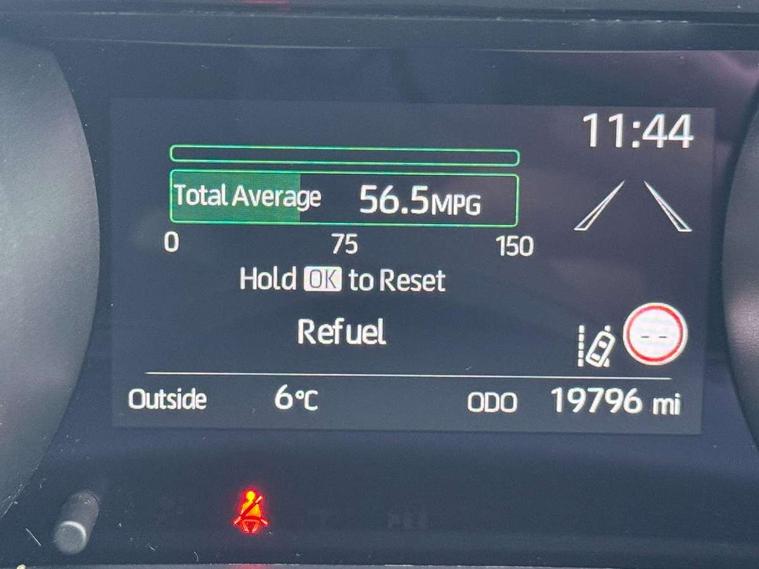 11:44
Total Average 56.5MPG
0 75 150
Hold OK to Reset
Refuel
--
Outside 6°C ODO 19796 mi